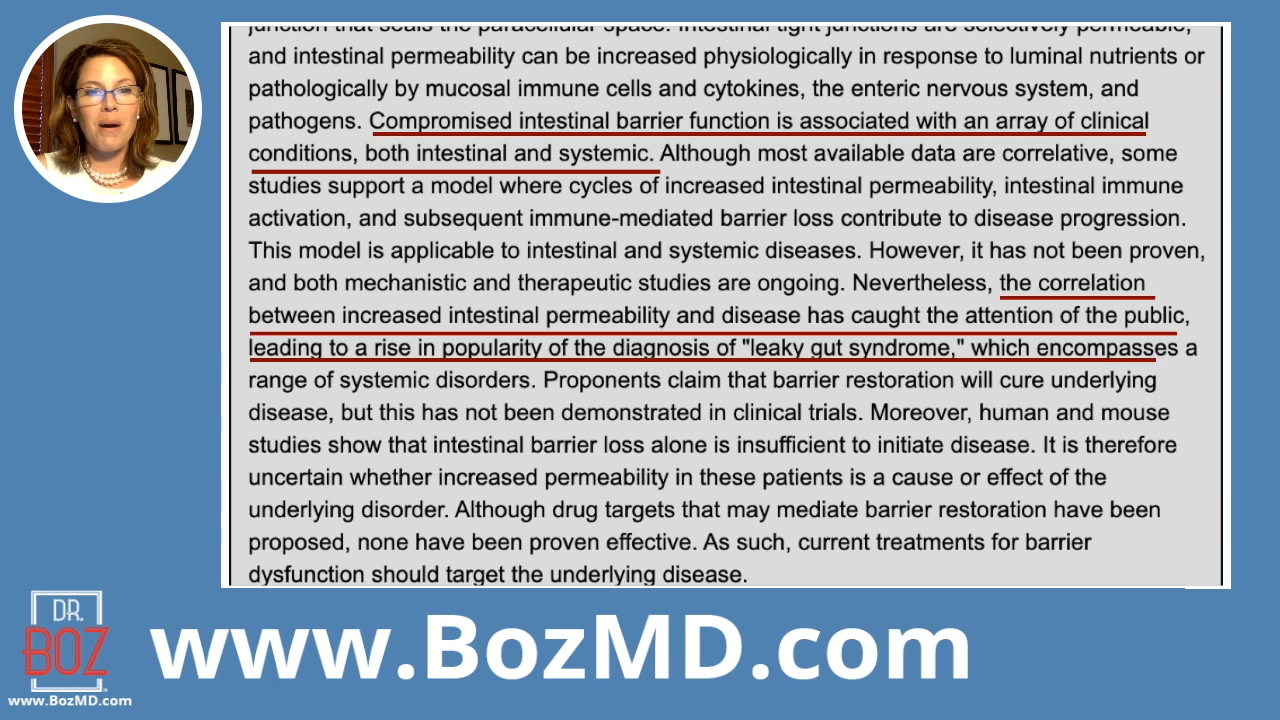 junction that seals the paracellular space. Intestinal tight junctions are selectively permeable,
and intestinal permeability can be increased physiologically in response to luminal nutrients or
pathologically by mucosal immune cells and cytokines, the enteric nervous system, and
pathogens. Compromised intestinal barrier function is associated with an array of clinical
conditions, both intestinal and systemic. Although most available data are correlative, some
studies support a model where cycles of increased intestinal permeability, intestinal immune
activation, and subsequent immune-mediated barrier loss contribute to disease progression.
This model is applicable to intestinal and systemic diseases. However, it has not been proven,
and both mechanistic and therapeutic studies are ongoing. Nevertheless, the correlation
between increased intestinal permeability and disease has caught the attention of the public,
leading to a rise in popularity of the diagnosis of "leaky gut syndrome," which encompasses a
range of systemic disorders. Proponents claim that barrier restoration will cure underlying
disease, but this has not been demonstrated in clinical trials. Moreover, human and mouse
studies show that intestinal barrier loss alone is insufficient to initiate disease. It is therefore
uncertain whether increased permeability in these patients is a cause or effect of the
underlying disorder. Although drug targets that may mediate barrier restoration have been
proposed, none have been proven effective. As such, current treatments for barrier
dysfunction should target the underlying disease.
DR.
BOZ
www.BozMD.com
www.BozMD.com